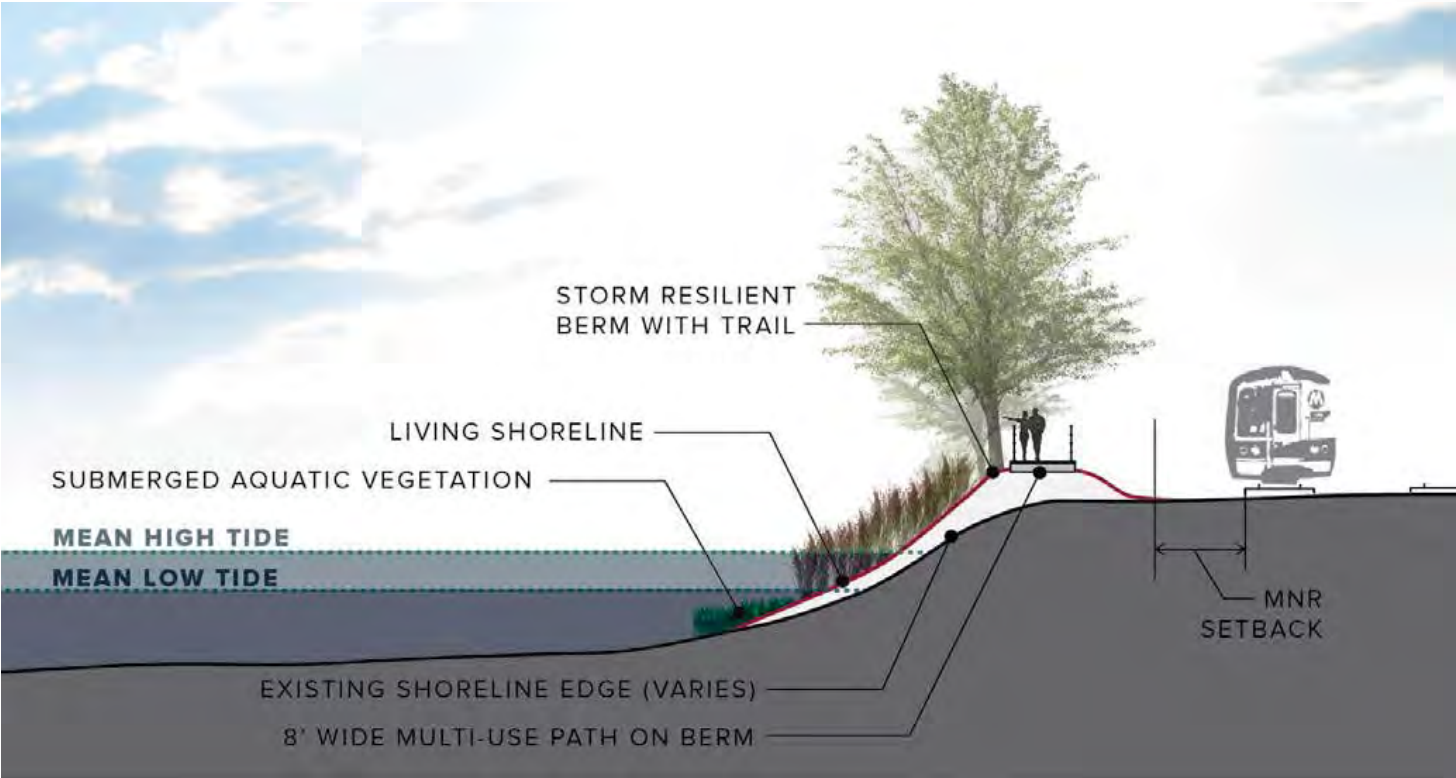 STORM RESILIENT
BERM WITH TRAIL
LIVING SHORELINE
SUBMERGED AQUATIC VEGETATION
MEAN HIGH TIDE
MEAN LOW TIDE
MNR
SETBACK
EXISTING SHORELINE EDGE (VARIES)
8' WIDE MULTI-USE PATH ON BERM